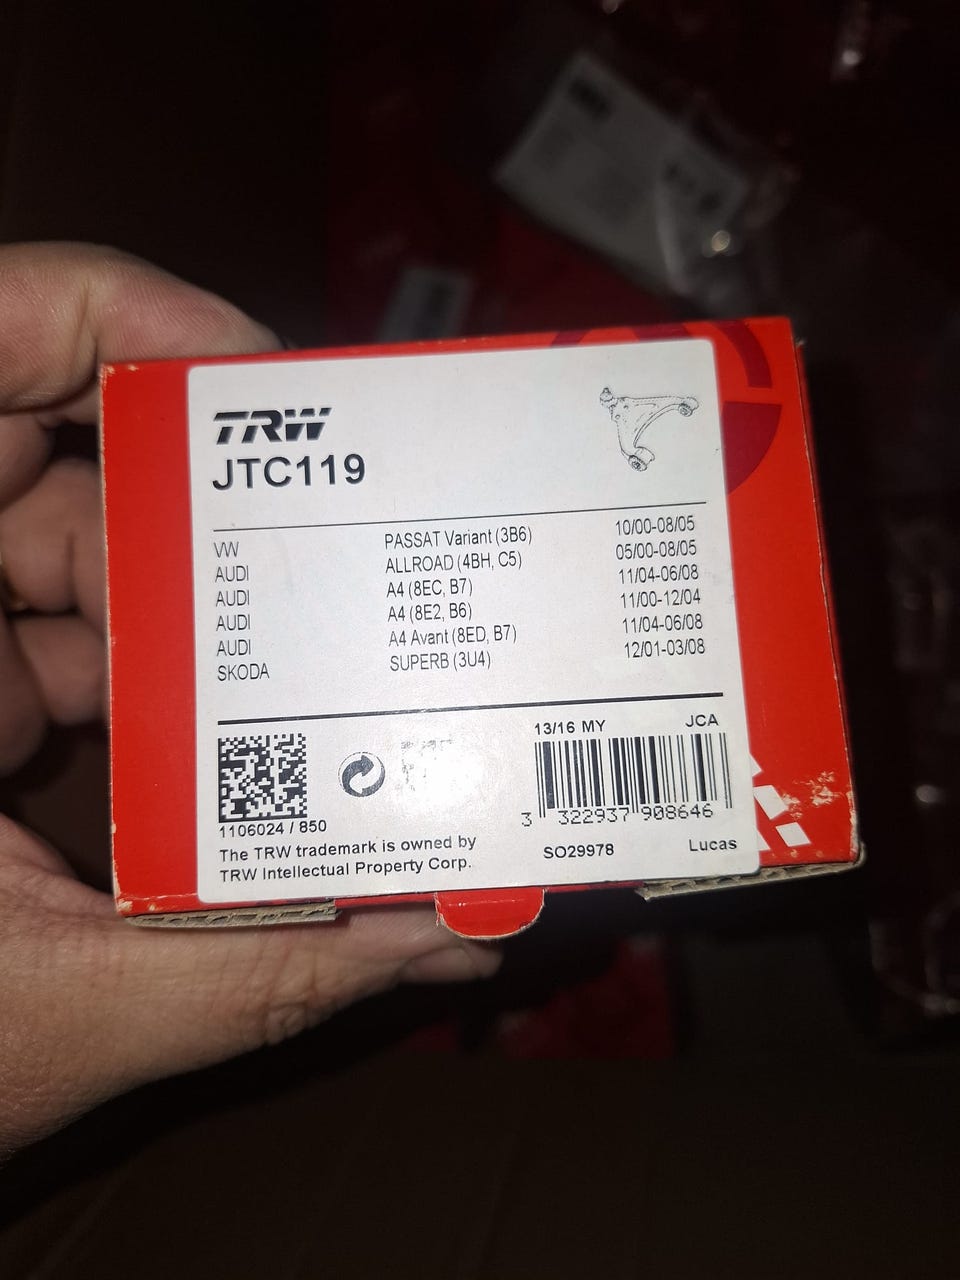 TRW
JTC119
VW PASSAT Variant (3B6) 10/00-08/05
AUDI ALLROAD (4BH, C5) 05/00-08/05
AUDI A4 (8EC, B7) 11/04-06/08
AUDI A4 (8E2, B6) 11/00-12/04
AUDI A4 Avant (8ED, B7) 11/04-06/08
SKODA SUPERB (3U4) 12/01-03/08
13/16 MY JCA
3 322937 908646
1106024 / 850
The TRW trademark is owned by
TRW Intellectual Property Corp.
SO29978 Lucas